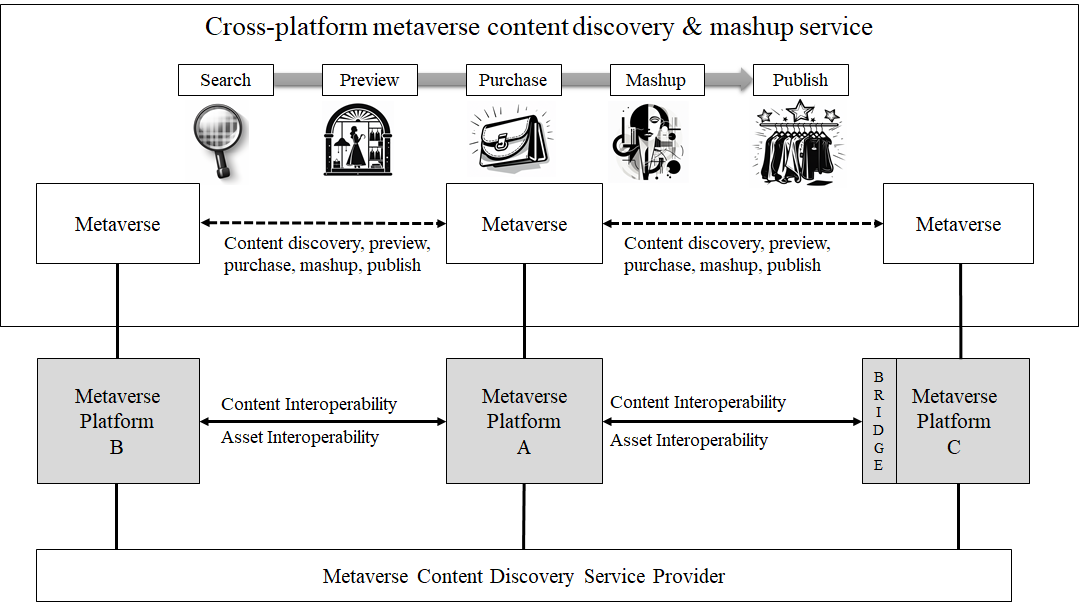 Cross-platform metaverse content discovery & mashup service
Search
Preview
Purchase
Mashup
Publish
Metaverse
Metaverse
Metaverse
Content discovery, preview,
purchase, mashup, publish
Content discovery, preview,
purchase, mashup, publish
Metaverse
Platform
B
Content Interoperability
Asset Interoperability
Metaverse
Platform
A
Content Interoperability
Asset Interoperability
B
R
I
D
G
E
Metaverse
Platform
C
Metaverse Content Discovery Service Provider